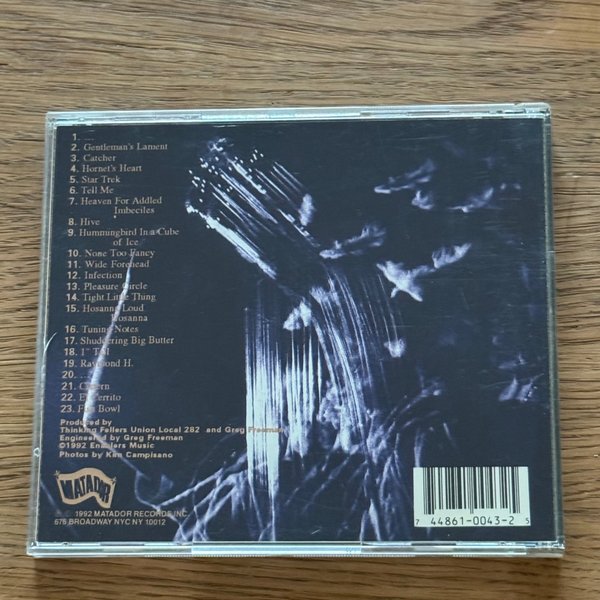 1. ...
2. Gentleman's Lament
3. Catcher
4. Hornet's Heart
5. Star Trek
6. Tell Me
7. Heaven For Addled
Imbeciles
8. Hive
9. Hummingbird In a Cube
of Ice
10. None Too Fancy
11. Wide Forehead
12. Infection
13. Pleasure Circle
14. Tight Little Thing
15. Hosanna Loud
Hosanna
16. Tuning Notes
17. Shuddering Big Butter
18. 1" Tall
19. Raymond H.
20. ...
21. Cistern
22. El Cerrito
23. Fun Bowl
Produced by
Thinking Fellers Union Local 282 and Greg Freeman
Engineered by Greg Freeman
©1992 Enablers Music
Photos by Kim Campisano
MATADOR
1992 MATADOR RECORDS INC.
676 BROADWAY NYC NY 10012
7 44861-0043-2 5